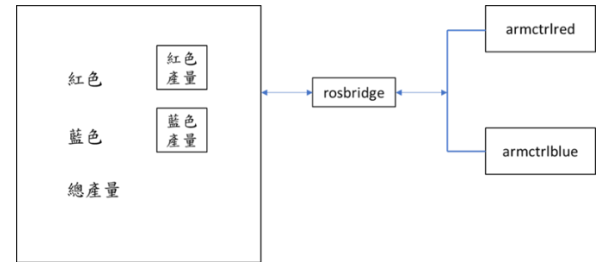 紅色
紅色
產量
藍色
藍色
產量
總產量
rosbridge
armctrlred
armctrlblue